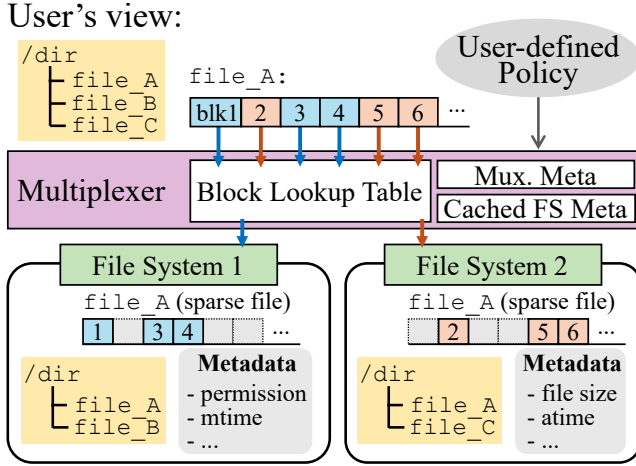 User's view:
/dir
file_A
file_B
file_C
file_A:
blk1 2 3 4 5 6 ...
User-defined
Policy
Multiplexer
Block Lookup Table
Mux. Meta
Cached FS Meta
File System 1
file_A (sparse file)
1 3 4 ...
/dir
file_A
file_B
Metadata
- permission
- mtime
- ...
File System 2
file_A (sparse file)
2 5 6 ...
/dir
file_A
file_C
Metadata
- file size
- atime
- ...